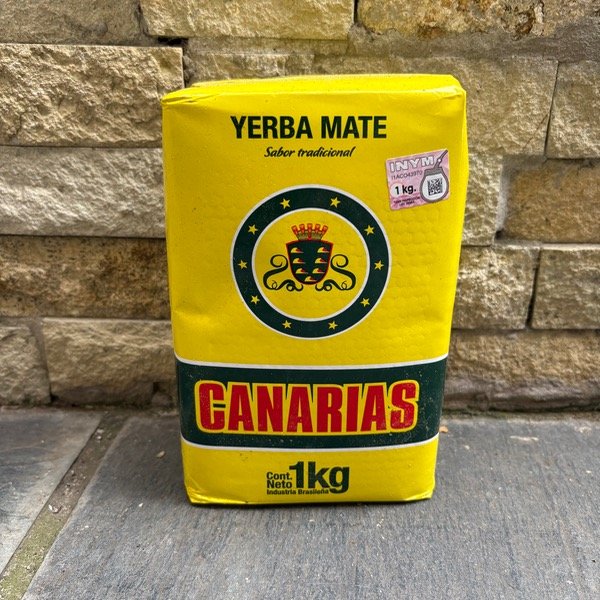 YERBA MATE
Sabor tradicional
INYM
1 kg.
CANARIAS
Cont.
Neto 1kg
Industria Brasileña